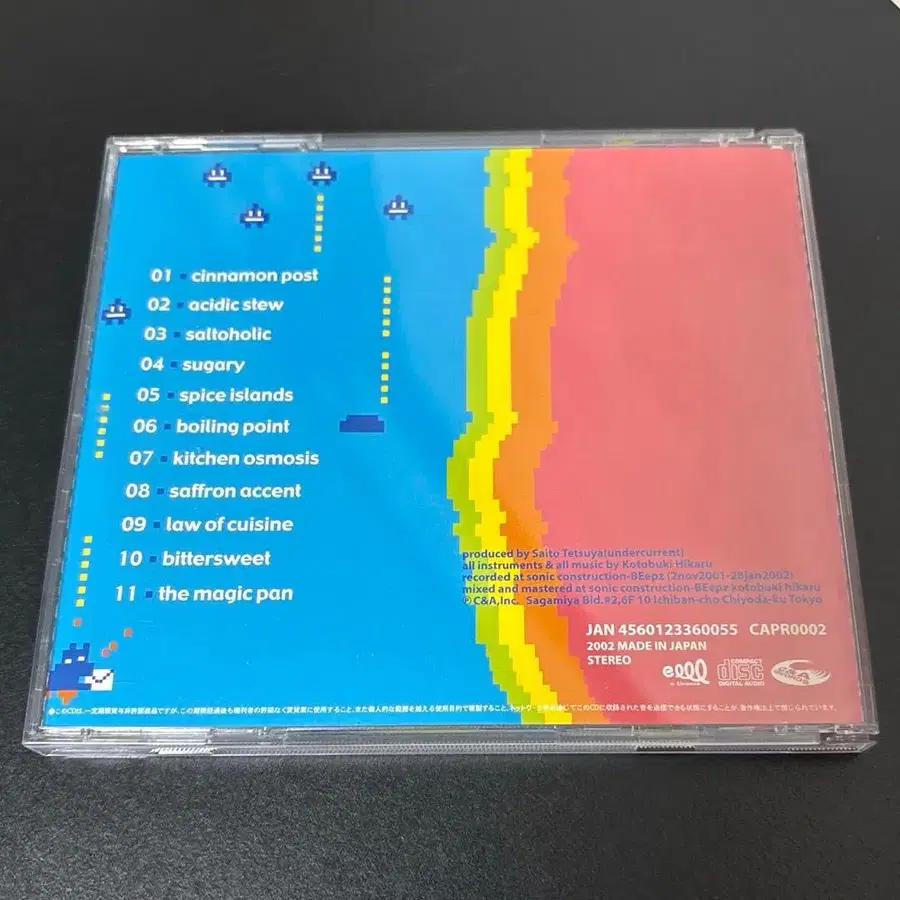 01 cinnamon post
02 acidic stew
03 saltoholic
04 sugary
05 spice islands
06 boiling point
07 kitchen osmosis
08 saffron accent
09 law of cuisine
10 bittersweet
11 the magic pan
produced by Saito Tetsuya(undercurrent)
all instruments & all music by Kotobuki Hikaru
recorded at sonic construction-BEepz (2nov2001-28jan2002)
mixed and mastered at sonic construction-BEepz kotobuki hikaru
℗C&A,Inc. Sagamiya Bld.#2,6F 10 Ichiban-cho Chiyoda-ku Tokyo
JAN 4560123360055 CAPR0002
2002 MADE IN JAPAN
STEREO
COMPACT
disc
DIGITAL AUDIO